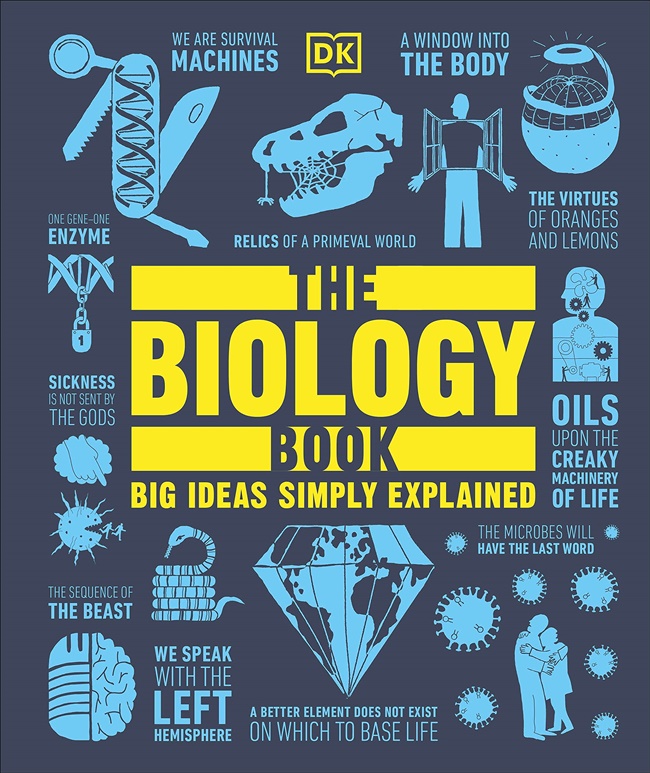 WE ARE SURVIVAL
MACHINES
DK
A WINDOW INTO
THE BODY
THE VIRTUES
OF ORANGES
AND LEMONS
ONE GENE–ONE
ENZYME
RELICS OF A PRIMEVAL WORLD
1
THE
BIOLOGY
BOOK
BIG IDEAS SIMPLY EXPLAINED
SICKNESS
IS NOT SENT BY
THE GODS
OILS
UPON THE
CREAKY
MACHINERY
OF LIFE
THE MICROBES WILL
HAVE THE LAST WORD
THE SEQUENCE OF
THE BEAST
WE SPEAK
WITH THE
LEFT
HEMISPHERE
A BETTER ELEMENT DOES NOT EXIST
ON WHICH TO BASE LIFE